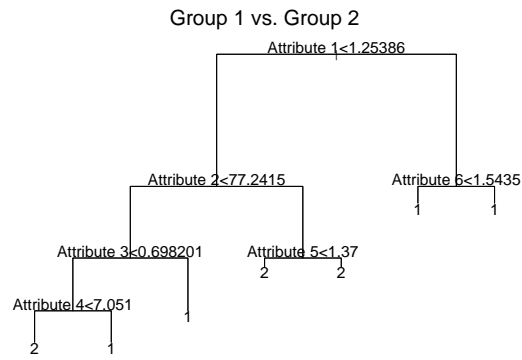 Group 1 vs. Group 2
Attribute 1<1.25386
Attribute 2<77.2415
Attribute 6<1.5435
1
1
Attribute 3<0.698201
Attribute 5<1.37
2
2
Attribute 4<7.051
1
2
1